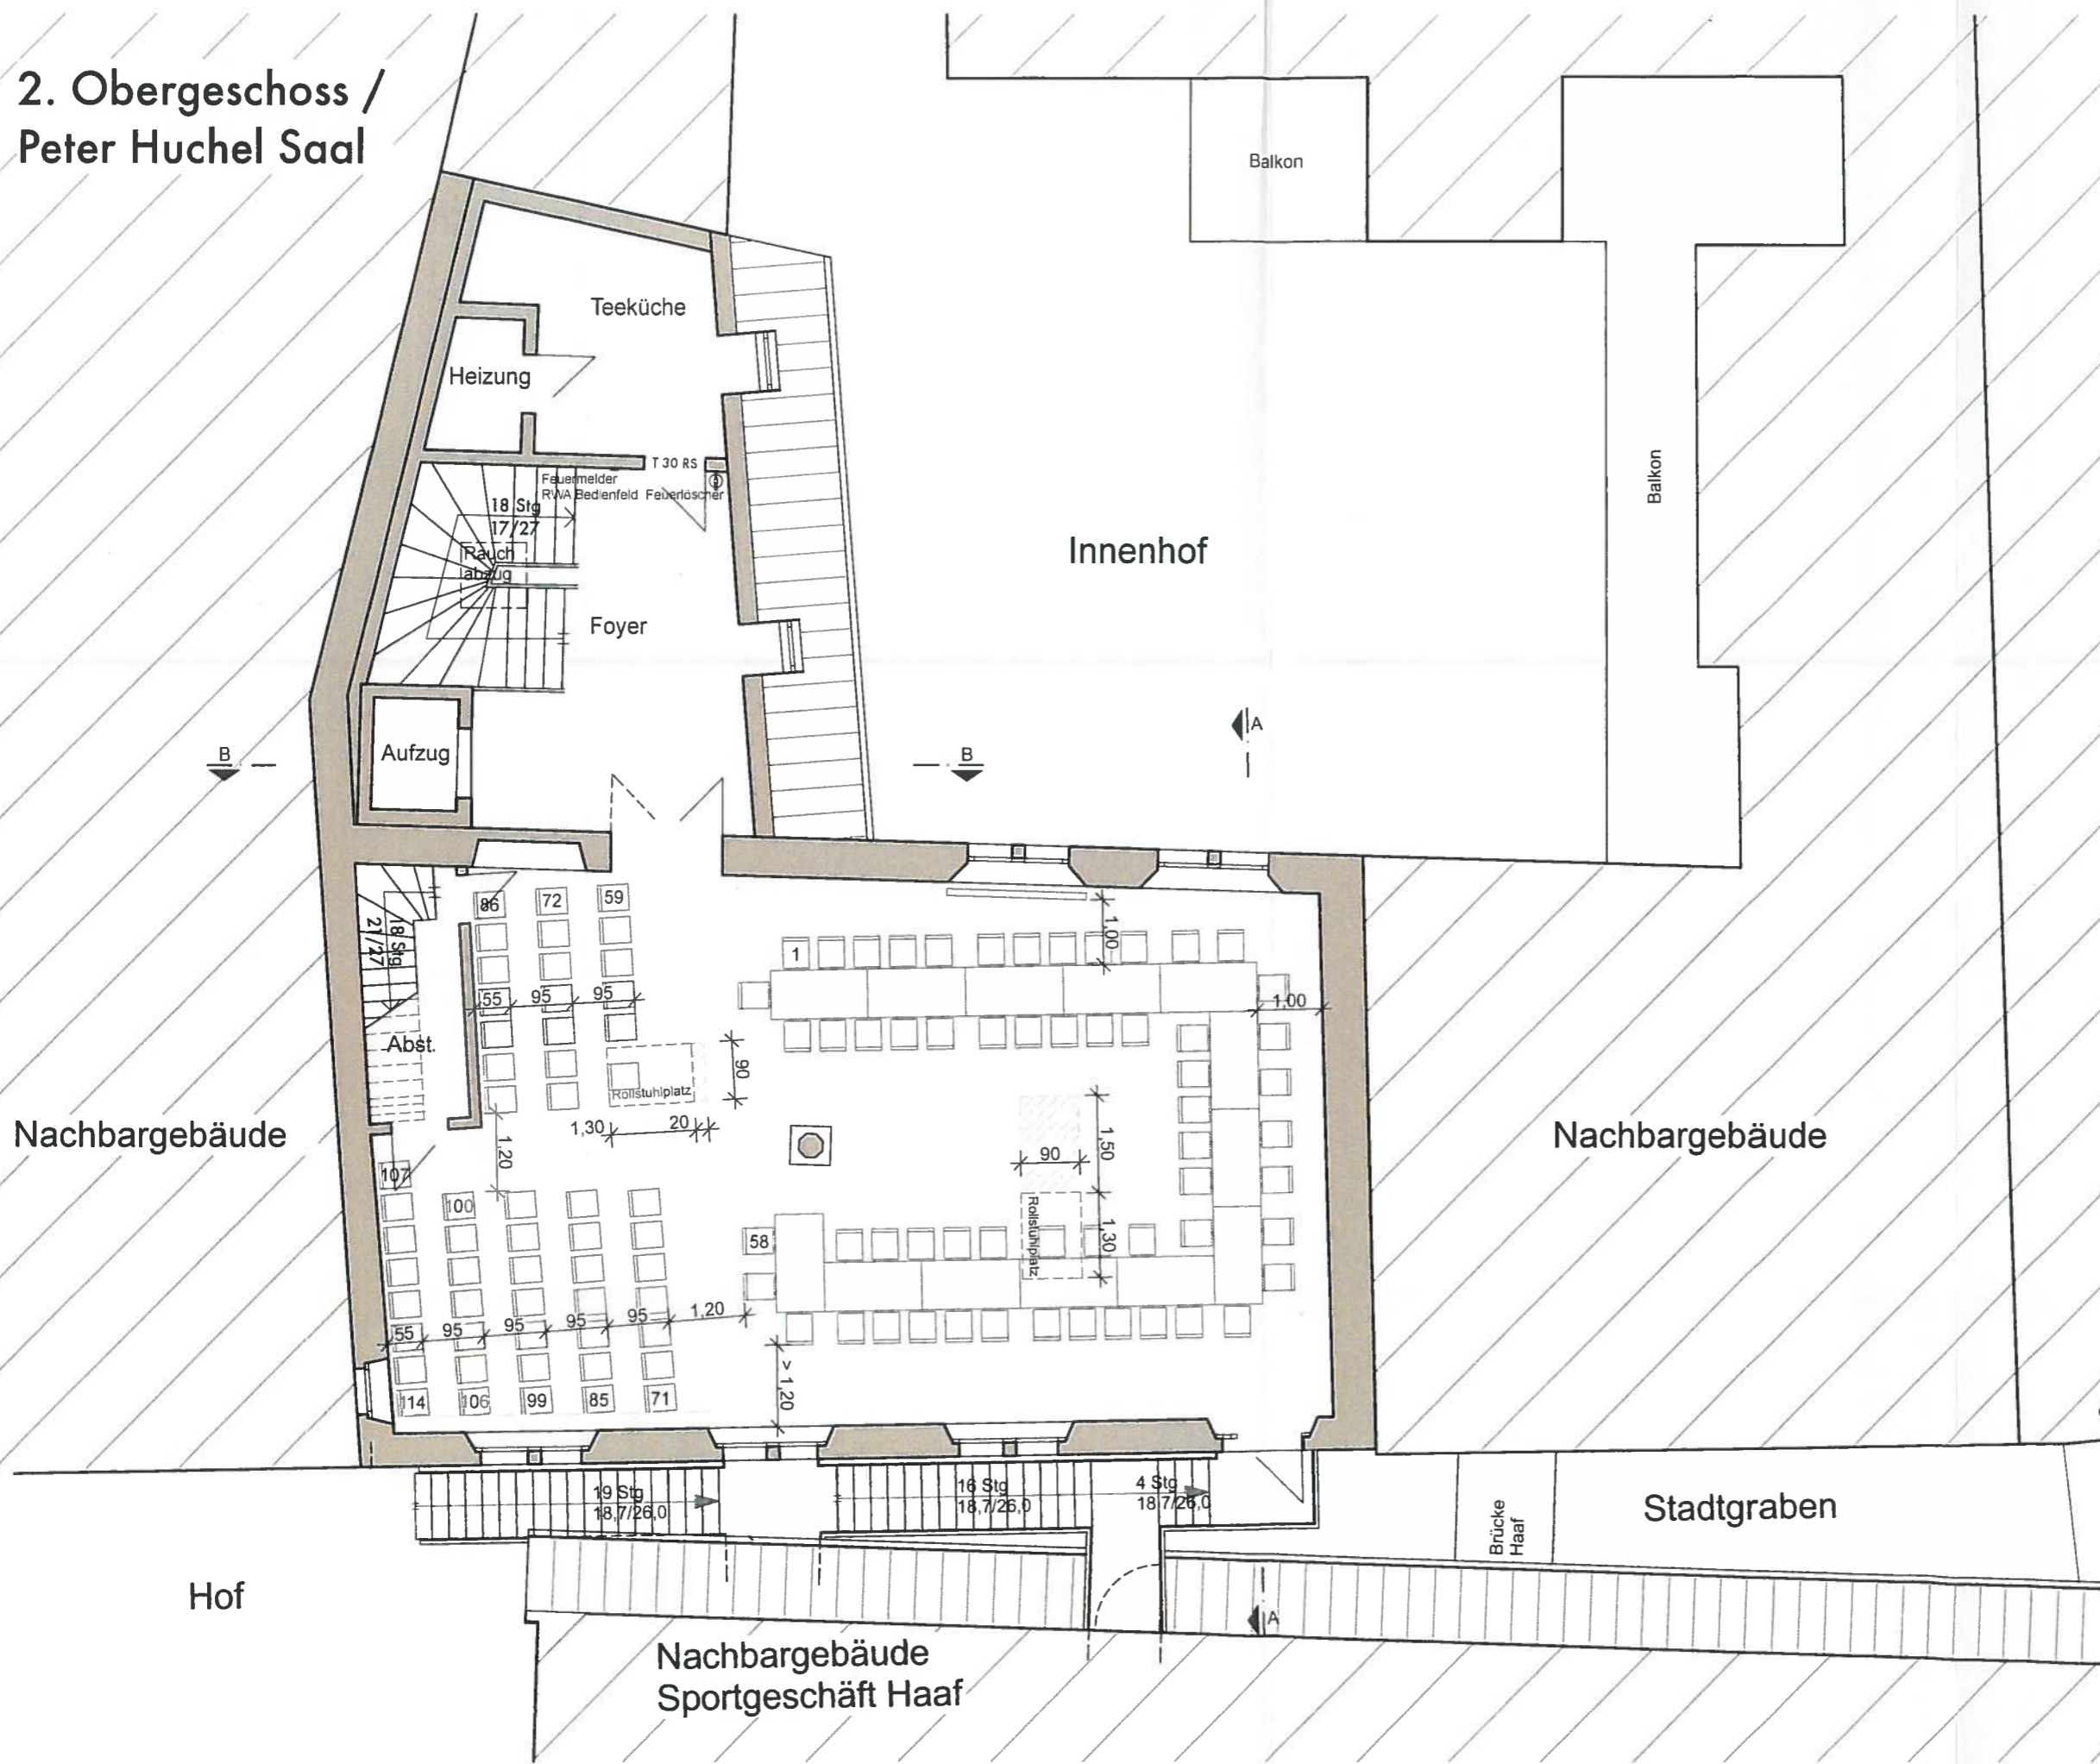 2. Obergeschoss /
Peter Huchel Saal
Balkon
Teeküche
Heizung
T 30 RS
Feuermelder
RWA Bedienfeld Feuerlöscher
18 Stg
17/27
Rauch
abzug
Balkon
Innenhof
Foyer
A
Aufzug
B
B
86
72
59
18 Stg
21/27
1
1,00
55
95
95
1,00
Abst.
90
Rollstuhlplatz
1,30
20
Nachbargebäude
1,20
1,50
90
Nachbargebäude
107
100
58
Rollstuhlplatz
1,30
55
95
95
95
95
1,20
< 1,20
114
106
99
85
71
19 Stg
18,7/26,0
16 Stg
18,7/26,0
4 Stg
18,7/26,0
Brücke
Haaf
Stadtgraben
Hof
A
Nachbargebäude
Sportgeschäft Haaf